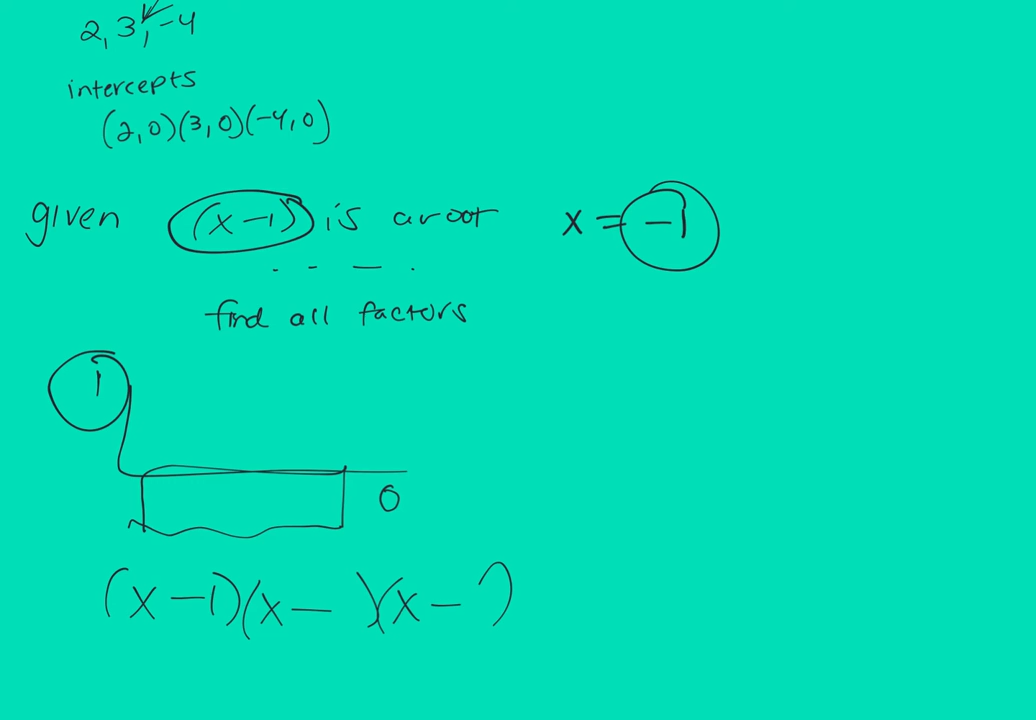 2, 3, -4
intercepts
(2,0)(3,0)(-4,0)
given (x-1) is a root x = -1
find all factors
1
0
(x-1)(x- )(x- )